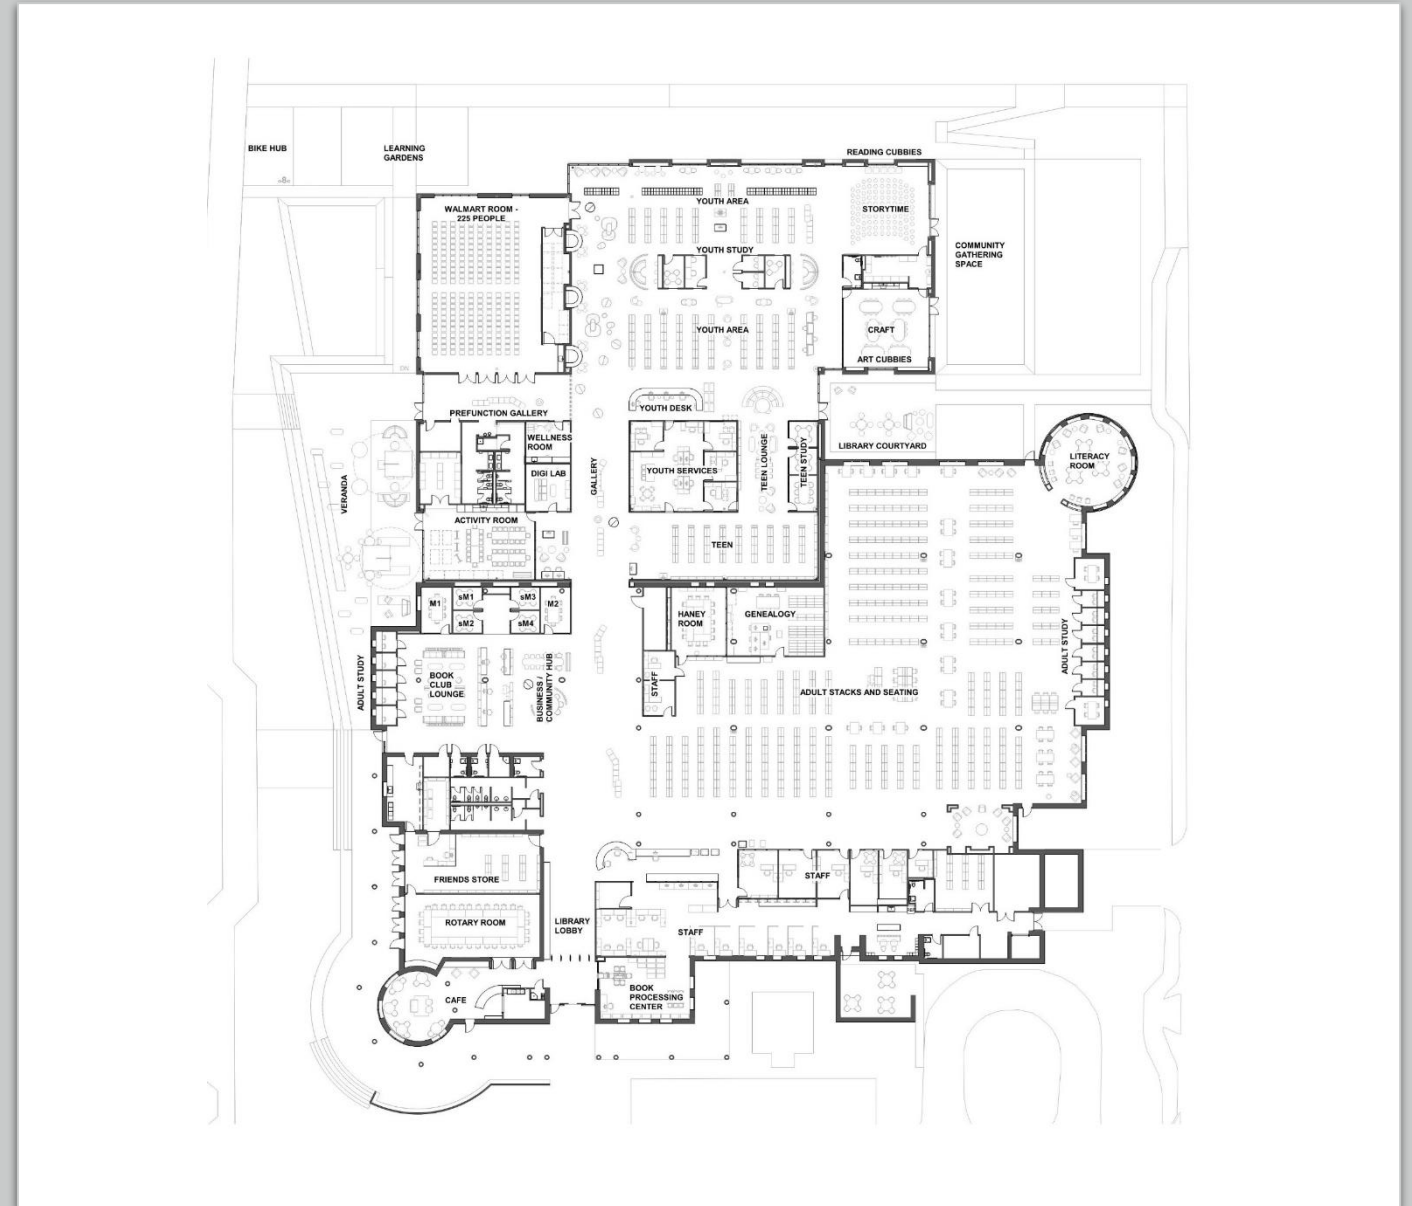 READING CUBBIES
BIKE HUB
LEARNING
GARDENS
WALMART ROOM -
225 PEOPLE
YOUTH AREA
STORYTIME
YOUTH STUDY
COMMUNITY
GATHERING
SPACE
YOUTH AREA
CRAFT
ART CUBBIES
PREFUNCTION GALLERY
YOUTH DESK
WELLNESS
ROOM
LIBRARY COURTYARD
LITERACY
ROOM
YOUTH SERVICES
TEEN LOUNGE
TEEN STUDY
DIGI LAB
GALLERY
VERANDA
ACTIVITY ROOM
TEEN
M1
sM1
sM3
M2
sM2
sM4
HANEY
ROOM
GENEALOGY
ADULT STUDY
ADULT STUDY
BOOK
CLUB
LOUNGE
BUSINESS /
COMMUNITY HUB
STAFF
ADULT STACKS AND SEATING
FRIENDS STORE
STAFF
ROTARY ROOM
LIBRARY
LOBBY
STAFF
BOOK
PROCESSING
CENTER
CAFE